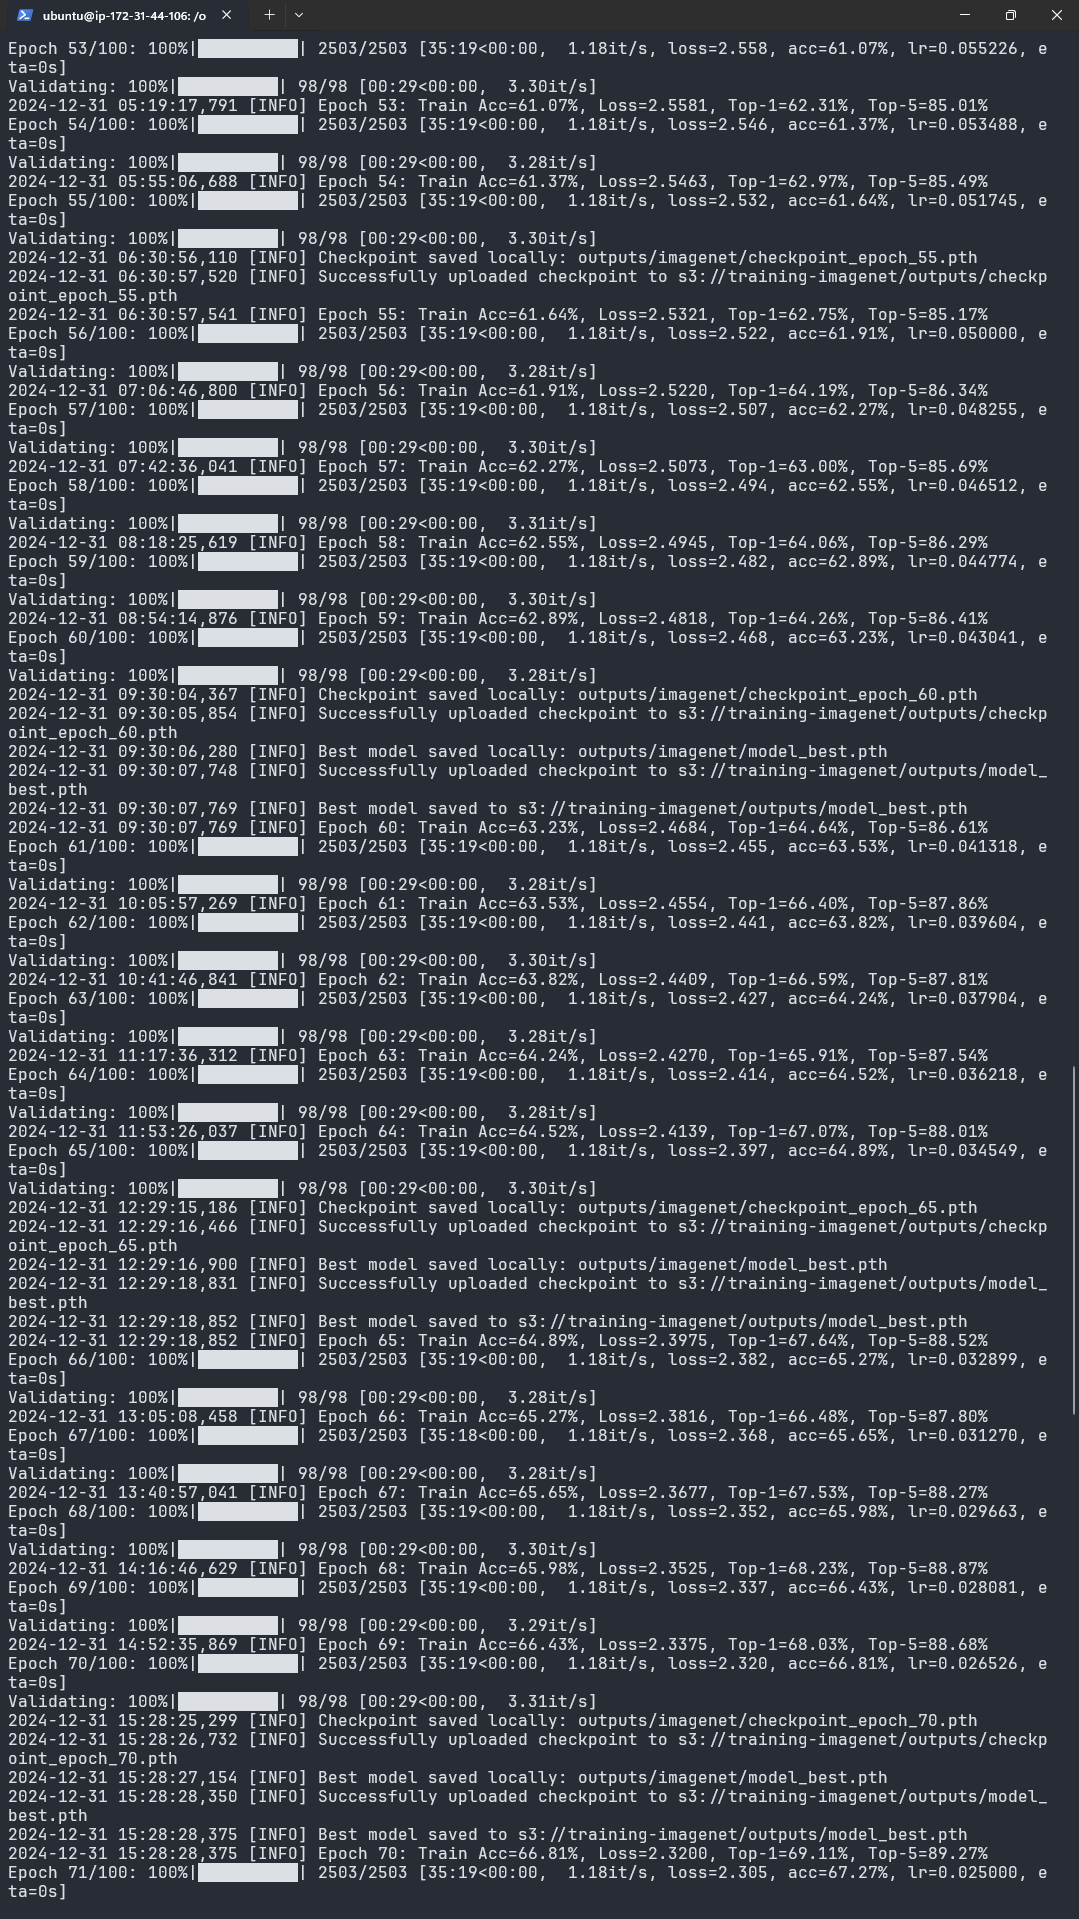 ubuntu@ip-172-31-44-106: /o
Epoch 53/100: 100%|██████████| 2503/2503 [35:19<00:00,  1.18it/s, loss=2.558, acc=61.07%, lr=0.055226, e
ta=0s]
Validating: 100%|██████████| 98/98 [00:29<00:00,  3.30it/s]
2024-12-31 05:19:17,791 [INFO] Epoch 53: Train Acc=61.07%, Loss=2.5581, Top-1=62.31%, Top-5=85.01%
Epoch 54/100: 100%|██████████| 2503/2503 [35:19<00:00,  1.18it/s, loss=2.546, acc=61.37%, lr=0.053488, e
ta=0s]
Validating: 100%|██████████| 98/98 [00:29<00:00,  3.28it/s]
2024-12-31 05:55:06,688 [INFO] Epoch 54: Train Acc=61.37%, Loss=2.5463, Top-1=62.97%, Top-5=85.49%
Epoch 55/100: 100%|██████████| 2503/2503 [35:19<00:00,  1.18it/s, loss=2.532, acc=61.64%, lr=0.051745, e
ta=0s]
Validating: 100%|██████████| 98/98 [00:29<00:00,  3.30it/s]
2024-12-31 06:30:56,110 [INFO] Checkpoint saved locally: outputs/imagenet/checkpoint_epoch_55.pth
2024-12-31 06:30:57,520 [INFO] Successfully uploaded checkpoint to s3://training-imagenet/outputs/checkp
oint_epoch_55.pth
2024-12-31 06:30:57,541 [INFO] Epoch 55: Train Acc=61.64%, Loss=2.5321, Top-1=62.75%, Top-5=85.17%
Epoch 56/100: 100%|██████████| 2503/2503 [35:19<00:00,  1.18it/s, loss=2.522, acc=61.91%, lr=0.050000, e
ta=0s]
Validating: 100%|██████████| 98/98 [00:29<00:00,  3.28it/s]
2024-12-31 07:06:46,800 [INFO] Epoch 56: Train Acc=61.91%, Loss=2.5220, Top-1=64.19%, Top-5=86.34%
Epoch 57/100: 100%|██████████| 2503/2503 [35:19<00:00,  1.18it/s, loss=2.507, acc=62.27%, lr=0.048255, e
ta=0s]
Validating: 100%|██████████| 98/98 [00:29<00:00,  3.30it/s]
2024-12-31 07:42:36,041 [INFO] Epoch 57: Train Acc=62.27%, Loss=2.5073, Top-1=63.00%, Top-5=85.69%
Epoch 58/100: 100%|██████████| 2503/2503 [35:19<00:00,  1.18it/s, loss=2.494, acc=62.55%, lr=0.046512, e
ta=0s]
Validating: 100%|██████████| 98/98 [00:29<00:00,  3.31it/s]
2024-12-31 08:18:25,619 [INFO] Epoch 58: Train Acc=62.55%, Loss=2.4945, Top-1=64.06%, Top-5=86.29%
Epoch 59/100: 100%|██████████| 2503/2503 [35:19<00:00,  1.18it/s, loss=2.482, acc=62.89%, lr=0.044774, e
ta=0s]
Validating: 100%|██████████| 98/98 [00:29<00:00,  3.30it/s]
2024-12-31 08:54:14,876 [INFO] Epoch 59: Train Acc=62.89%, Loss=2.4818, Top-1=64.26%, Top-5=86.41%
Epoch 60/100: 100%|██████████| 2503/2503 [35:19<00:00,  1.18it/s, loss=2.468, acc=63.23%, lr=0.043041, e
ta=0s]
Validating: 100%|██████████| 98/98 [00:29<00:00,  3.28it/s]
2024-12-31 09:30:04,367 [INFO] Checkpoint saved locally: outputs/imagenet/checkpoint_epoch_60.pth
2024-12-31 09:30:05,854 [INFO] Successfully uploaded checkpoint to s3://training-imagenet/outputs/checkp
oint_epoch_60.pth
2024-12-31 09:30:06,280 [INFO] Best model saved locally: outputs/imagenet/model_best.pth
2024-12-31 09:30:07,748 [INFO] Successfully uploaded checkpoint to s3://training-imagenet/outputs/model_
best.pth
2024-12-31 09:30:07,769 [INFO] Best model saved to s3://training-imagenet/outputs/model_best.pth
2024-12-31 09:30:07,769 [INFO] Epoch 60: Train Acc=63.23%, Loss=2.4684, Top-1=64.64%, Top-5=86.61%
Epoch 61/100: 100%|██████████| 2503/2503 [35:19<00:00,  1.18it/s, loss=2.455, acc=63.53%, lr=0.041318, e
ta=0s]
Validating: 100%|██████████| 98/98 [00:29<00:00,  3.28it/s]
2024-12-31 10:05:57,269 [INFO] Epoch 61: Train Acc=63.53%, Loss=2.4554, Top-1=66.40%, Top-5=87.86%
Epoch 62/100: 100%|██████████| 2503/2503 [35:19<00:00,  1.18it/s, loss=2.441, acc=63.82%, lr=0.039604, e
ta=0s]
Validating: 100%|██████████| 98/98 [00:29<00:00,  3.30it/s]
2024-12-31 10:41:46,841 [INFO] Epoch 62: Train Acc=63.82%, Loss=2.4409, Top-1=66.59%, Top-5=87.81%
Epoch 63/100: 100%|██████████| 2503/2503 [35:19<00:00,  1.18it/s, loss=2.427, acc=64.24%, lr=0.037904, e
ta=0s]
Validating: 100%|██████████| 98/98 [00:29<00:00,  3.28it/s]
2024-12-31 11:17:36,312 [INFO] Epoch 63: Train Acc=64.24%, Loss=2.4270, Top-1=65.91%, Top-5=87.54%
Epoch 64/100: 100%|██████████| 2503/2503 [35:19<00:00,  1.18it/s, loss=2.414, acc=64.52%, lr=0.036218, e
ta=0s]
Validating: 100%|██████████| 98/98 [00:29<00:00,  3.28it/s]
2024-12-31 11:53:26,037 [INFO] Epoch 64: Train Acc=64.52%, Loss=2.4139, Top-1=67.07%, Top-5=88.01%
Epoch 65/100: 100%|██████████| 2503/2503 [35:19<00:00,  1.18it/s, loss=2.397, acc=64.89%, lr=0.034549, e
ta=0s]
Validating: 100%|██████████| 98/98 [00:29<00:00,  3.30it/s]
2024-12-31 12:29:15,186 [INFO] Checkpoint saved locally: outputs/imagenet/checkpoint_epoch_65.pth
2024-12-31 12:29:16,466 [INFO] Successfully uploaded checkpoint to s3://training-imagenet/outputs/checkp
oint_epoch_65.pth
2024-12-31 12:29:16,900 [INFO] Best model saved locally: outputs/imagenet/model_best.pth
2024-12-31 12:29:18,831 [INFO] Successfully uploaded checkpoint to s3://training-imagenet/outputs/model_
best.pth
2024-12-31 12:29:18,852 [INFO] Best model saved to s3://training-imagenet/outputs/model_best.pth
2024-12-31 12:29:18,852 [INFO] Epoch 65: Train Acc=64.89%, Loss=2.3975, Top-1=67.64%, Top-5=88.52%
Epoch 66/100: 100%|██████████| 2503/2503 [35:19<00:00,  1.18it/s, loss=2.382, acc=65.27%, lr=0.032899, e
ta=0s]
Validating: 100%|██████████| 98/98 [00:29<00:00,  3.28it/s]
2024-12-31 13:05:08,458 [INFO] Epoch 66: Train Acc=65.27%, Loss=2.3816, Top-1=66.48%, Top-5=87.80%
Epoch 67/100: 100%|██████████| 2503/2503 [35:18<00:00,  1.18it/s, loss=2.368, acc=65.65%, lr=0.031270, e
ta=0s]
Validating: 100%|██████████| 98/98 [00:29<00:00,  3.28it/s]
2024-12-31 13:40:57,041 [INFO] Epoch 67: Train Acc=65.65%, Loss=2.3677, Top-1=67.53%, Top-5=88.27%
Epoch 68/100: 100%|██████████| 2503/2503 [35:19<00:00,  1.18it/s, loss=2.352, acc=65.98%, lr=0.029663, e
ta=0s]
Validating: 100%|██████████| 98/98 [00:29<00:00,  3.30it/s]
2024-12-31 14:16:46,629 [INFO] Epoch 68: Train Acc=65.98%, Loss=2.3525, Top-1=68.23%, Top-5=88.87%
Epoch 69/100: 100%|██████████| 2503/2503 [35:19<00:00,  1.18it/s, loss=2.337, acc=66.43%, lr=0.028081, e
ta=0s]
Validating: 100%|██████████| 98/98 [00:29<00:00,  3.29it/s]
2024-12-31 14:52:35,869 [INFO] Epoch 69: Train Acc=66.43%, Loss=2.3375, Top-1=68.03%, Top-5=88.68%
Epoch 70/100: 100%|██████████| 2503/2503 [35:19<00:00,  1.18it/s, loss=2.320, acc=66.81%, lr=0.026526, e
ta=0s]
Validating: 100%|██████████| 98/98 [00:29<00:00,  3.31it/s]
2024-12-31 15:28:25,299 [INFO] Checkpoint saved locally: outputs/imagenet/checkpoint_epoch_70.pth
2024-12-31 15:28:26,732 [INFO] Successfully uploaded checkpoint to s3://training-imagenet/outputs/checkp
oint_epoch_70.pth
2024-12-31 15:28:27,154 [INFO] Best model saved locally: outputs/imagenet/model_best.pth
2024-12-31 15:28:28,350 [INFO] Successfully uploaded checkpoint to s3://training-imagenet/outputs/model_
best.pth
2024-12-31 15:28:28,375 [INFO] Best model saved to s3://training-imagenet/outputs/model_best.pth
2024-12-31 15:28:28,375 [INFO] Epoch 70: Train Acc=66.81%, Loss=2.3200, Top-1=69.11%, Top-5=89.27%
Epoch 71/100: 100%|██████████| 2503/2503 [35:19<00:00,  1.18it/s, loss=2.305, acc=67.27%, lr=0.025000, e
ta=0s]